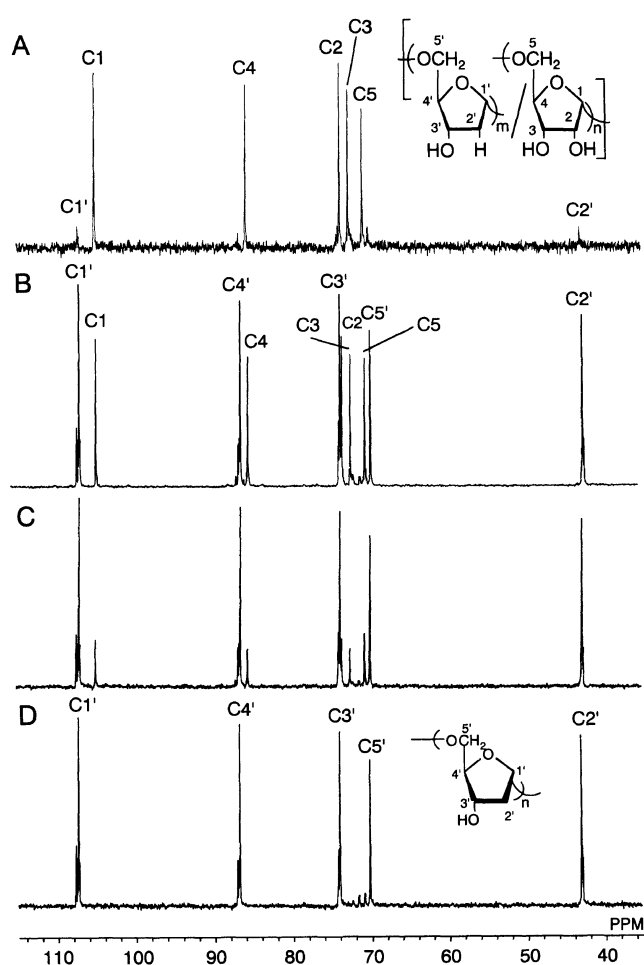 A
C1'
C1
C4
C2
C3
C5
C2'
5'
OCH2
O
1'
4'
3'
2'
m
HO
H
5
OCH2
O
1
4
3
2
n
HO
OH
B
C1'
C1
C4'
C4
C3'
C3
C2
C5'
C5
C2'
C
D
C1'
C4'
C3'
C5'
C2'
5'
OCH2
O
1'
4'
3'
2'
n
HO
PPM
110 100 90 80 70 60 50 40